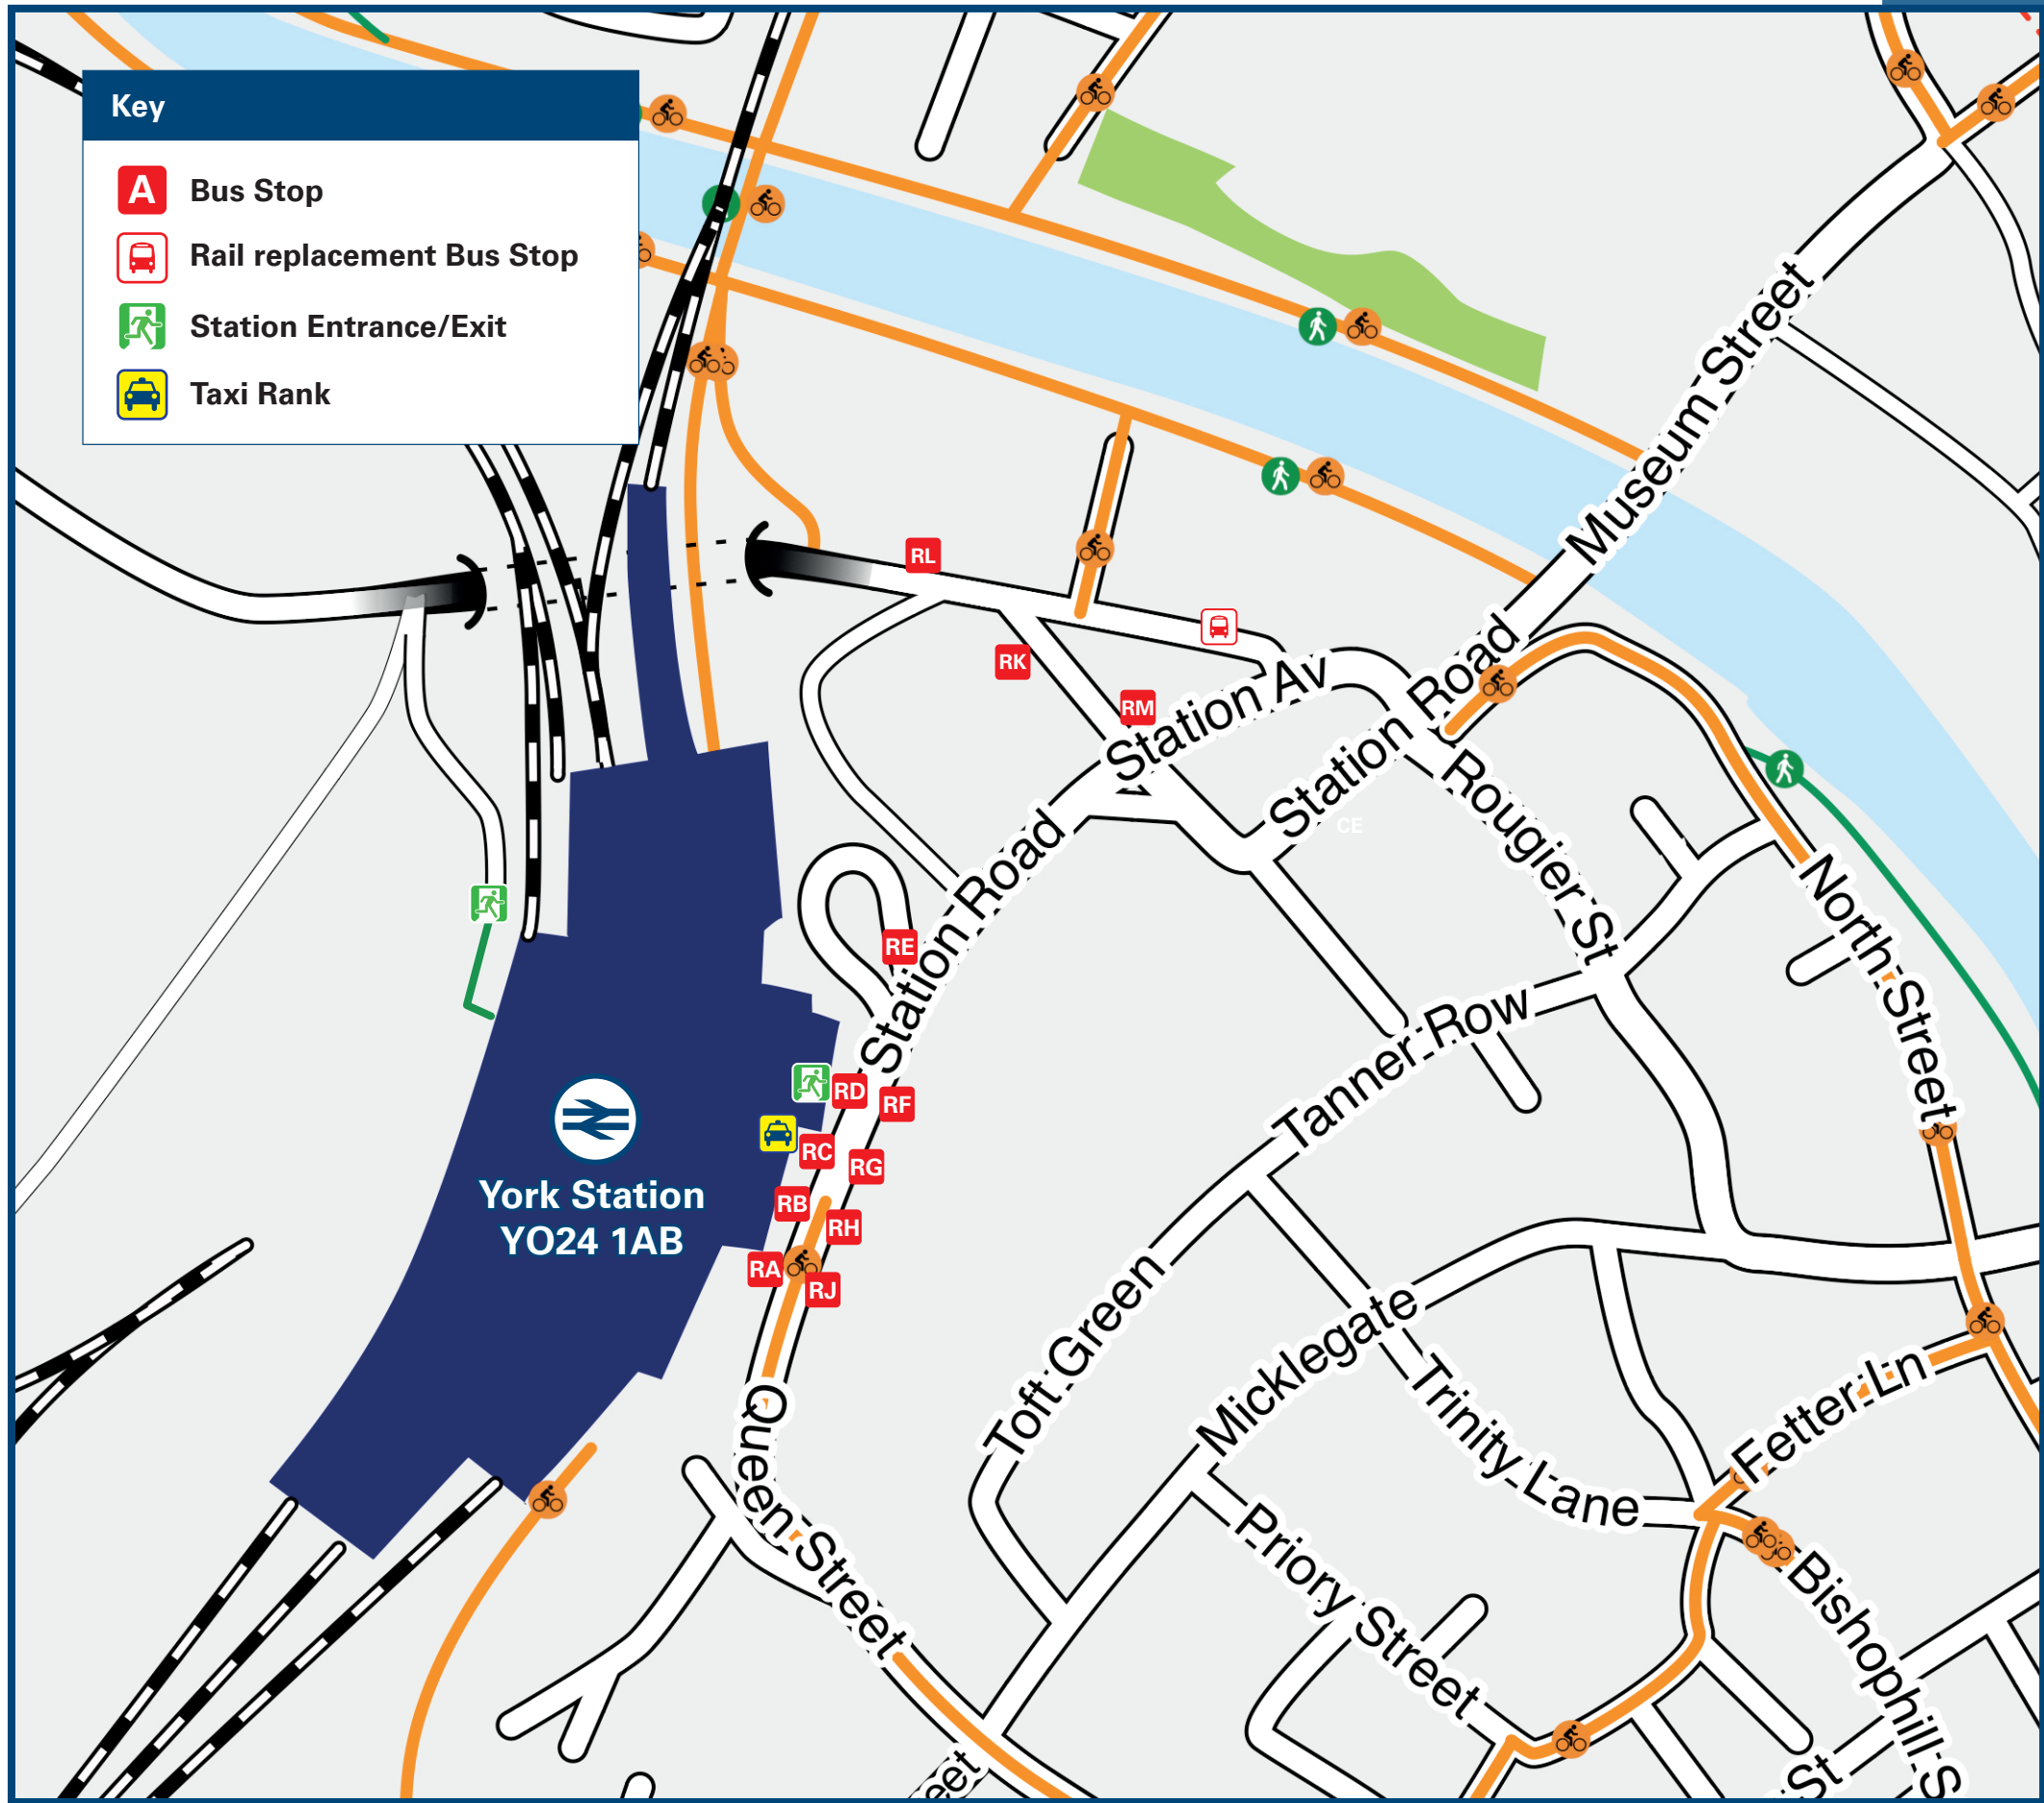 Key
A Bus Stop
Rail replacement Bus Stop
Station Entrance/Exit
Taxi Rank
Museum Street
RL
RK
RM
Station Av
Station Road
CE
Rougier St
North Street
Station Road
RE
Tanner Row
RD
RF
RC
RG
RB
RH
RA
RJ
York Station
YO24 1AB
Toft Green
Micklegate
Trinity Lane
Fetter Ln
Queen Street
Priory Street
Bishophill S
eet
St